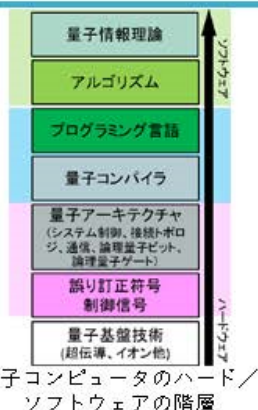 量子情報理論
アルゴリズム
プログラミング言語
量子コンパイラ
量子アーキテクチャ
(システム制御、接続トポロ
ジ、通信、論理量子ビット、
論理量子ゲート)
誤り訂正符号
制御信号
量子基盤技術
(超伝導、イオン他)
ソフトウェア
ハードウェア
子コンピュータのハード／
ソフトウェアの階層